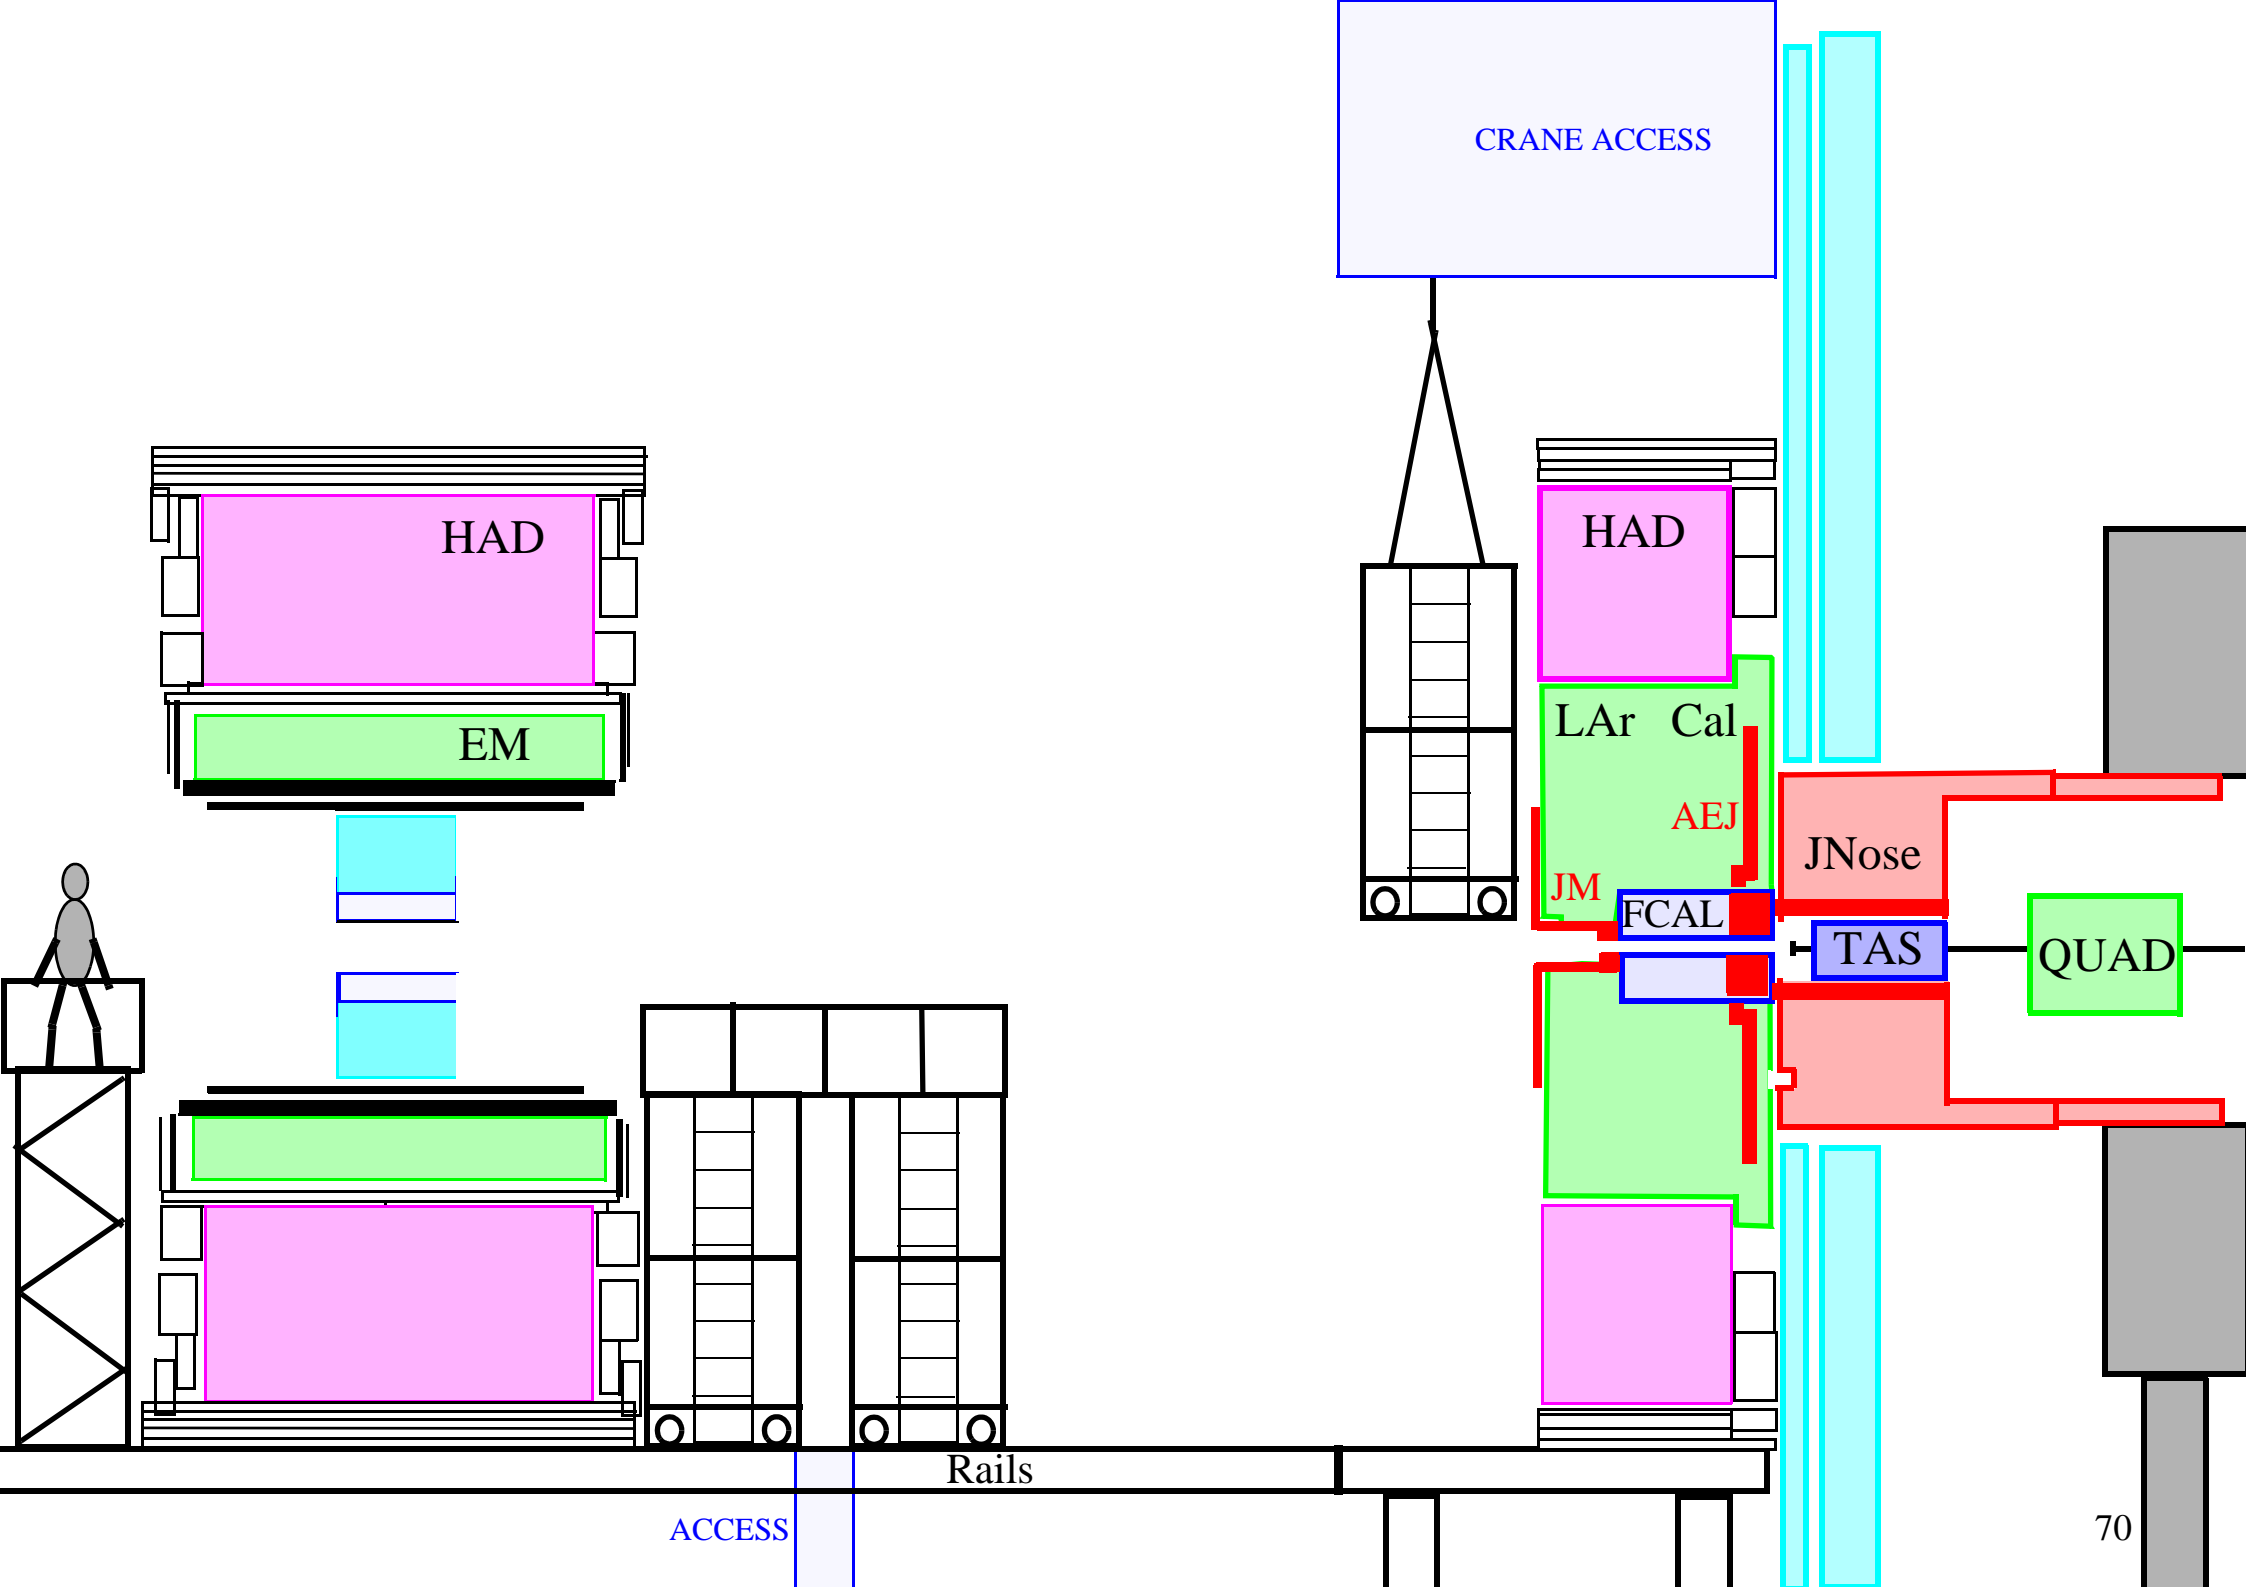 CRANE ACCESS
HAD
HAD
LAr Cal
EM
AEJ
JNose
JM
FCAL
TAS
QUAD
Rails
ACCESS
70